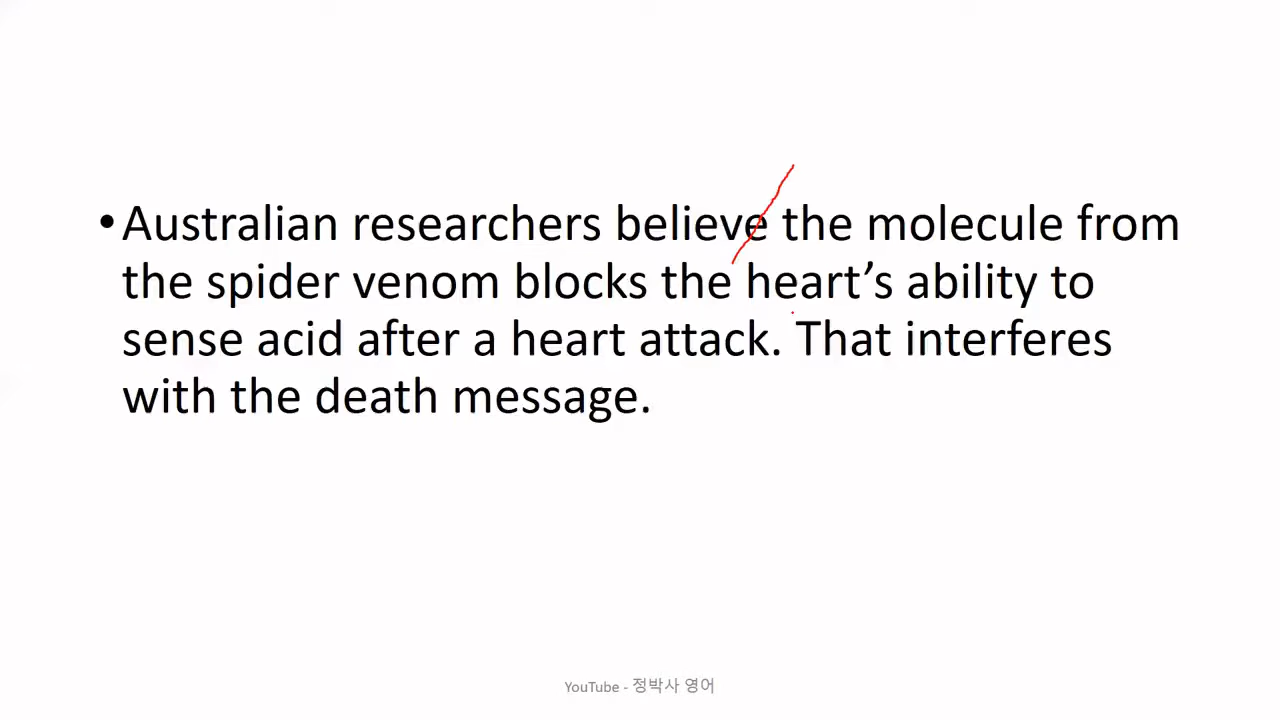 •Australian researchers believe the molecule from
the spider venom blocks the heart’s ability to
sense acid after a heart attack. That interferes
with the death message.
YouTube - 정박사 영어